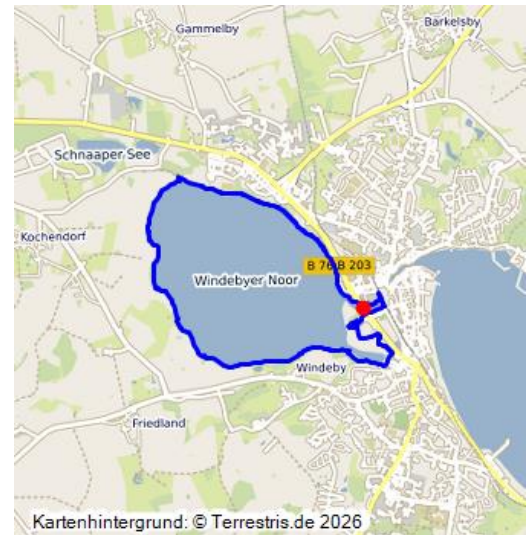 Gammelby
Barkelsby
Schnaaper See
Kochendorf
B 76 B 203
Windebyer Noor
Windeby
Friedland
Kartenhintergrund: © Terrestris.de 2026